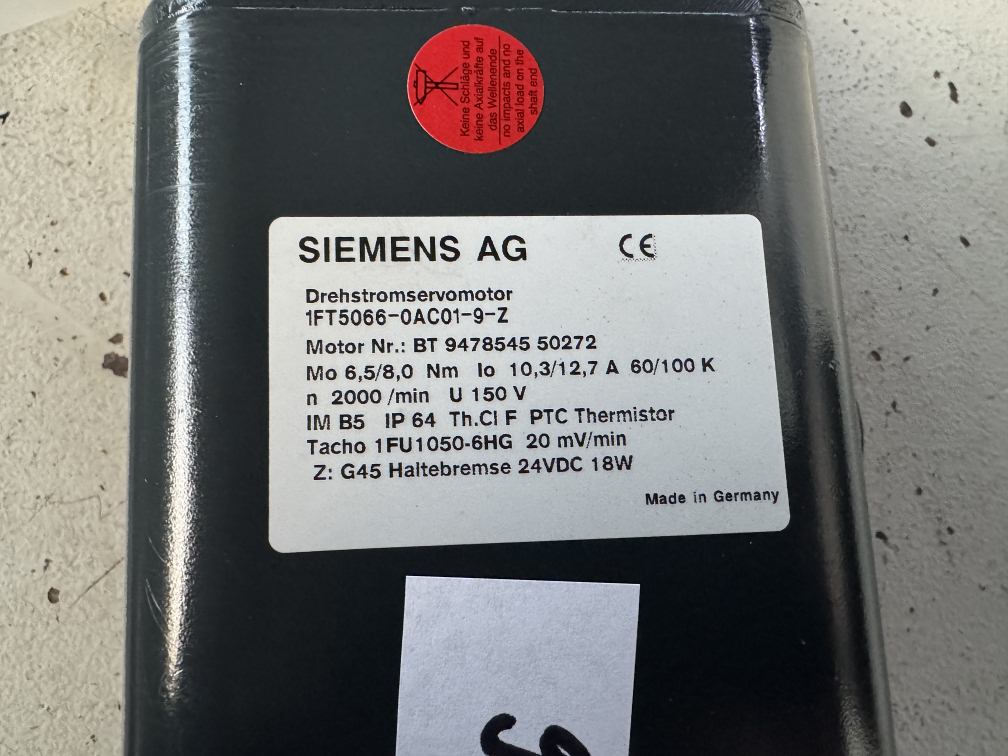 Keine Schläge und
keine Axialkräfte auf
das Wellenende
no impacts and no
axial load on the
shaft end
SIEMENS AG CE
Drehstromservomotor
1FT5066-0AC01-9-Z
Motor Nr.: BT 9478545 50272
Mo 6,5/8,0 Nm Io 10,3/12,7 A 60/100 K
n 2000 /min U 150 V
IM B5 IP 64 Th.Cl F PTC Thermistor
Tacho 1FU1050-6HG 20 mV/min
Z: G45 Haltebremse 24VDC 18W
Made in Germany